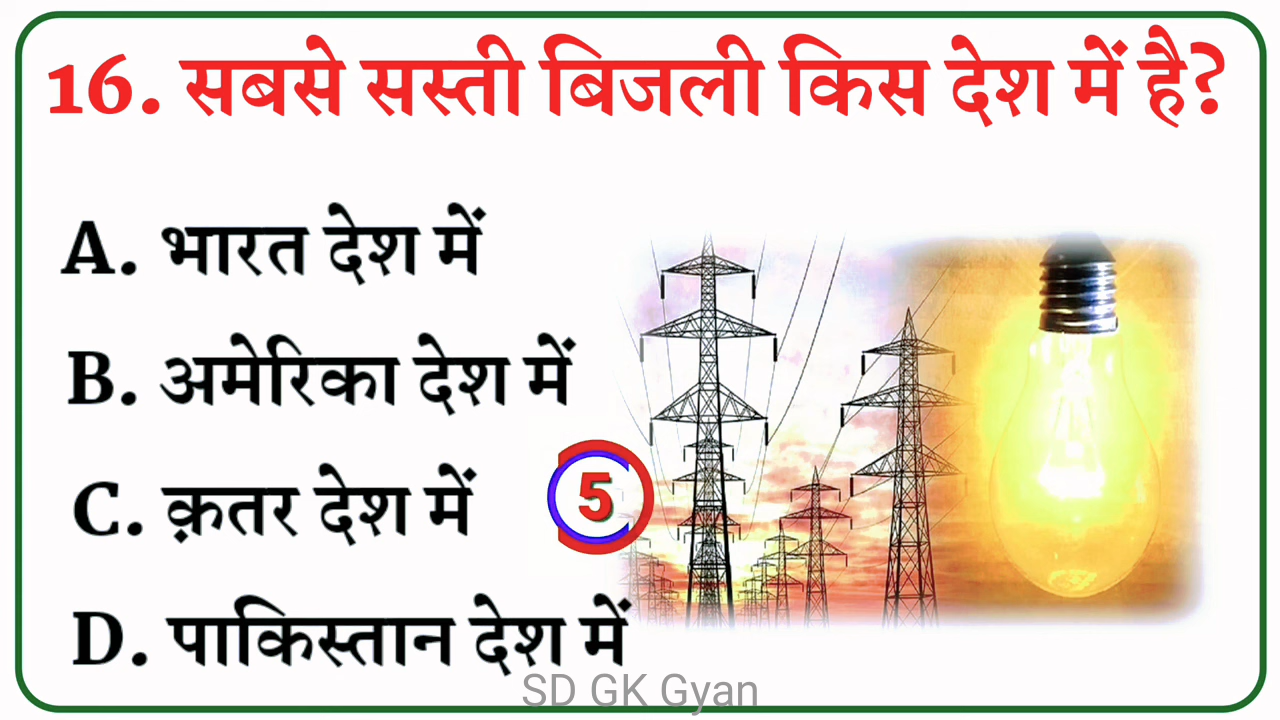 16. सबसे सस्ती बिजली किस देश में है?
A. भारत देश में
B. अमेरिका देश में
C. क़तर देश में
5
D. पाकिस्तान देश में
SD GK Gyan